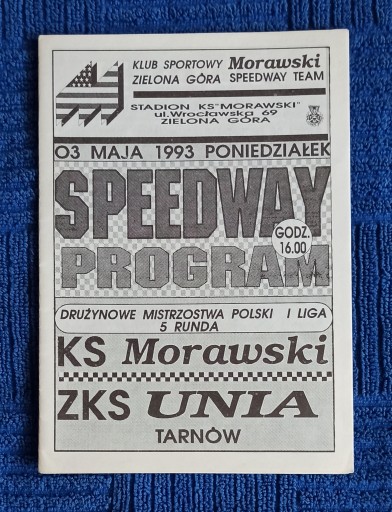 KLUB SPORTOWY Morawski
ZIELONA GÓRA SPEEDWAY TEAM
STADION KS "MORAWSKI"
ul.Wrocławska 69
ZIELONA GÓRA
03 MAJA 1993 PONIEDZIAŁEK
SPEEDWAY
GODZ.
16.00
PROGRAM
DRUŻYNOWE MISTRZOSTWA POLSKI I LIGA
5 RUNDA
KS Morawski
ZKS UNIA
TARNÓW